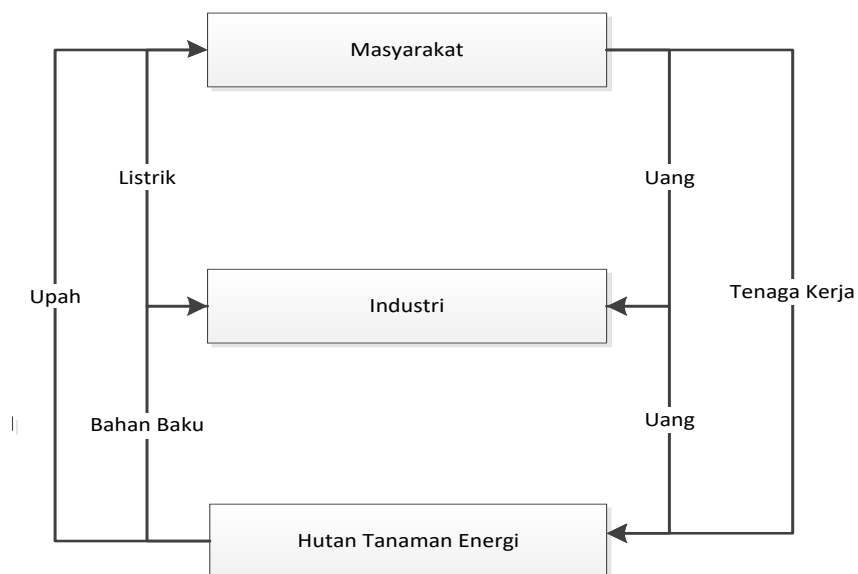 Masyarakat
Listrik
Uang
Upah
Industri
Tenaga Kerja
Bahan Baku
Uang
Hutan Tanaman Energi